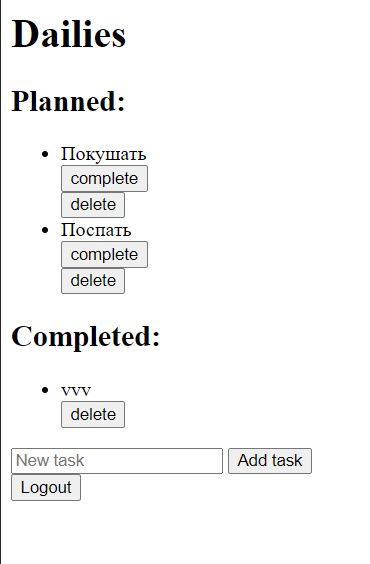 Dailies
Planned:
Покушать
complete
delete
Поспать
complete
delete
Completed:
vvv
delete
New task Add task
Logout